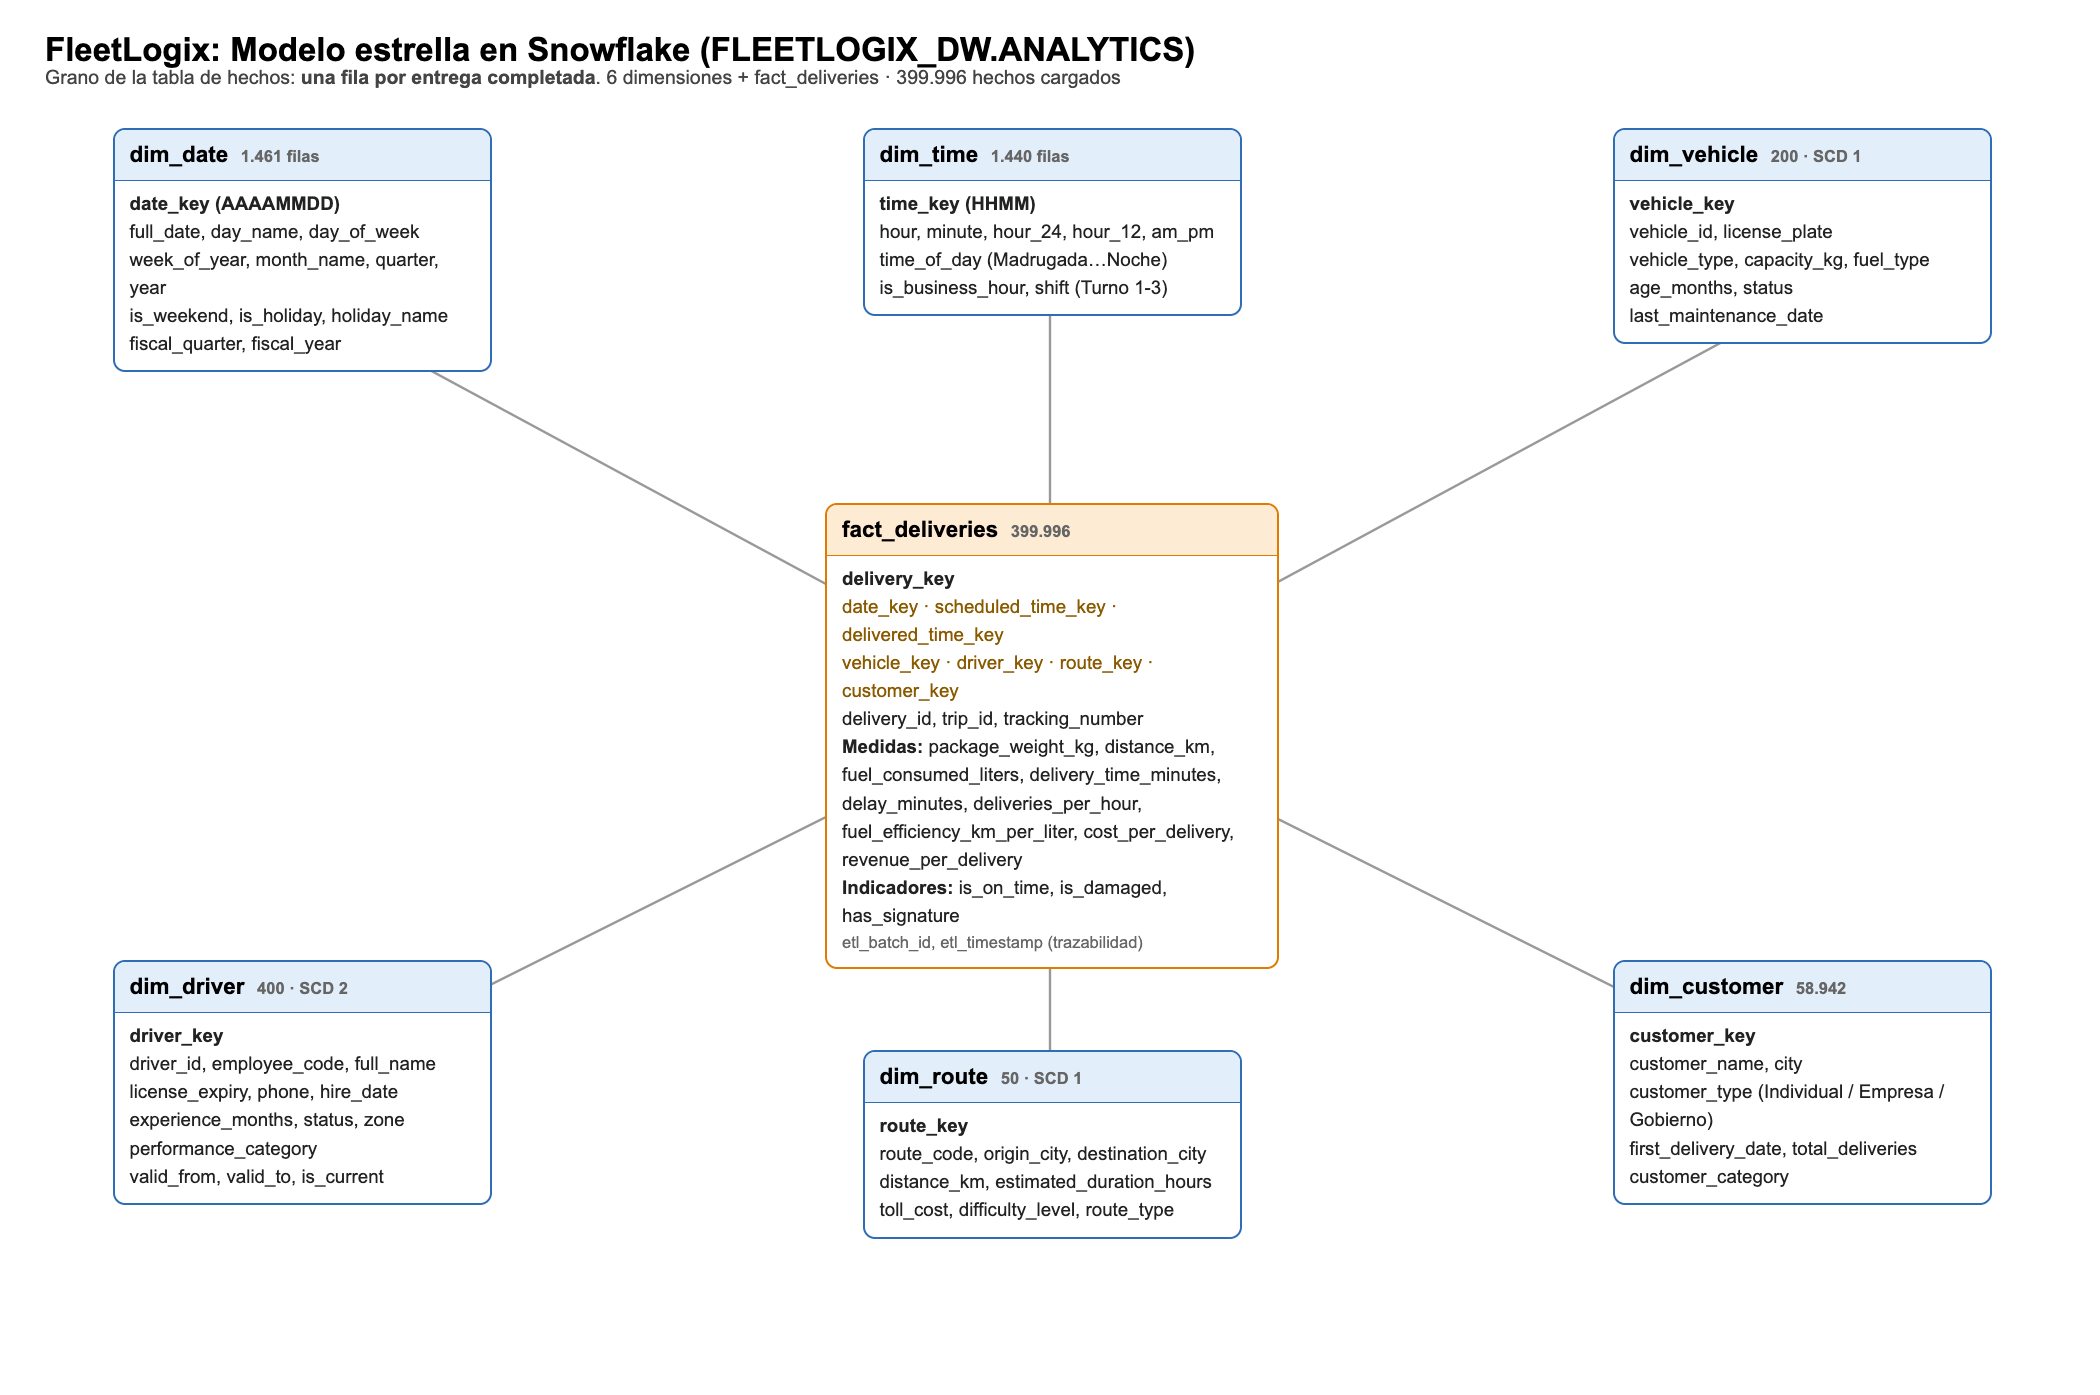 FleetLogix: Modelo estrella en Snowflake (FLEETLOGIX_DW.ANALYTICS)
Grano de la tabla de hechos: una fila por entrega completada. 6 dimensiones + fact_deliveries · 399.996 hechos cargados
dim_date 1.461 filas
date_key (AAAAMMDD)
full_date, day_name, day_of_week
week_of_year, month_name, quarter,
year
is_weekend, is_holiday, holiday_name
fiscal_quarter, fiscal_year
dim_time 1.440 filas
time_key (HHMM)
hour, minute, hour_24, hour_12, am_pm
time_of_day (Madrugada…Noche)
is_business_hour, shift (Turno 1-3)
dim_vehicle 200 · SCD 1
vehicle_key
vehicle_id, license_plate
vehicle_type, capacity_kg, fuel_type
age_months, status
last_maintenance_date
fact_deliveries 399.996
delivery_key
date_key · scheduled_time_key ·
delivered_time_key
vehicle_key · driver_key · route_key ·
customer_key
delivery_id, trip_id, tracking_number
Medidas: package_weight_kg, distance_km,
fuel_consumed_liters, delivery_time_minutes,
delay_minutes, deliveries_per_hour,
fuel_efficiency_km_per_liter, cost_per_delivery,
revenue_per_delivery
Indicadores: is_on_time, is_damaged,
has_signature
etl_batch_id, etl_timestamp (trazabilidad)
dim_driver 400 · SCD 2
driver_key
driver_id, employee_code, full_name
license_expiry, phone, hire_date
experience_months, status, zone
performance_category
valid_from, valid_to, is_current
dim_route 50 · SCD 1
route_key
route_code, origin_city, destination_city
distance_km, estimated_duration_hours
toll_cost, difficulty_level, route_type
dim_customer 58.942
customer_key
customer_name, city
customer_type (Individual / Empresa /
Gobierno)
first_delivery_date, total_deliveries
customer_category